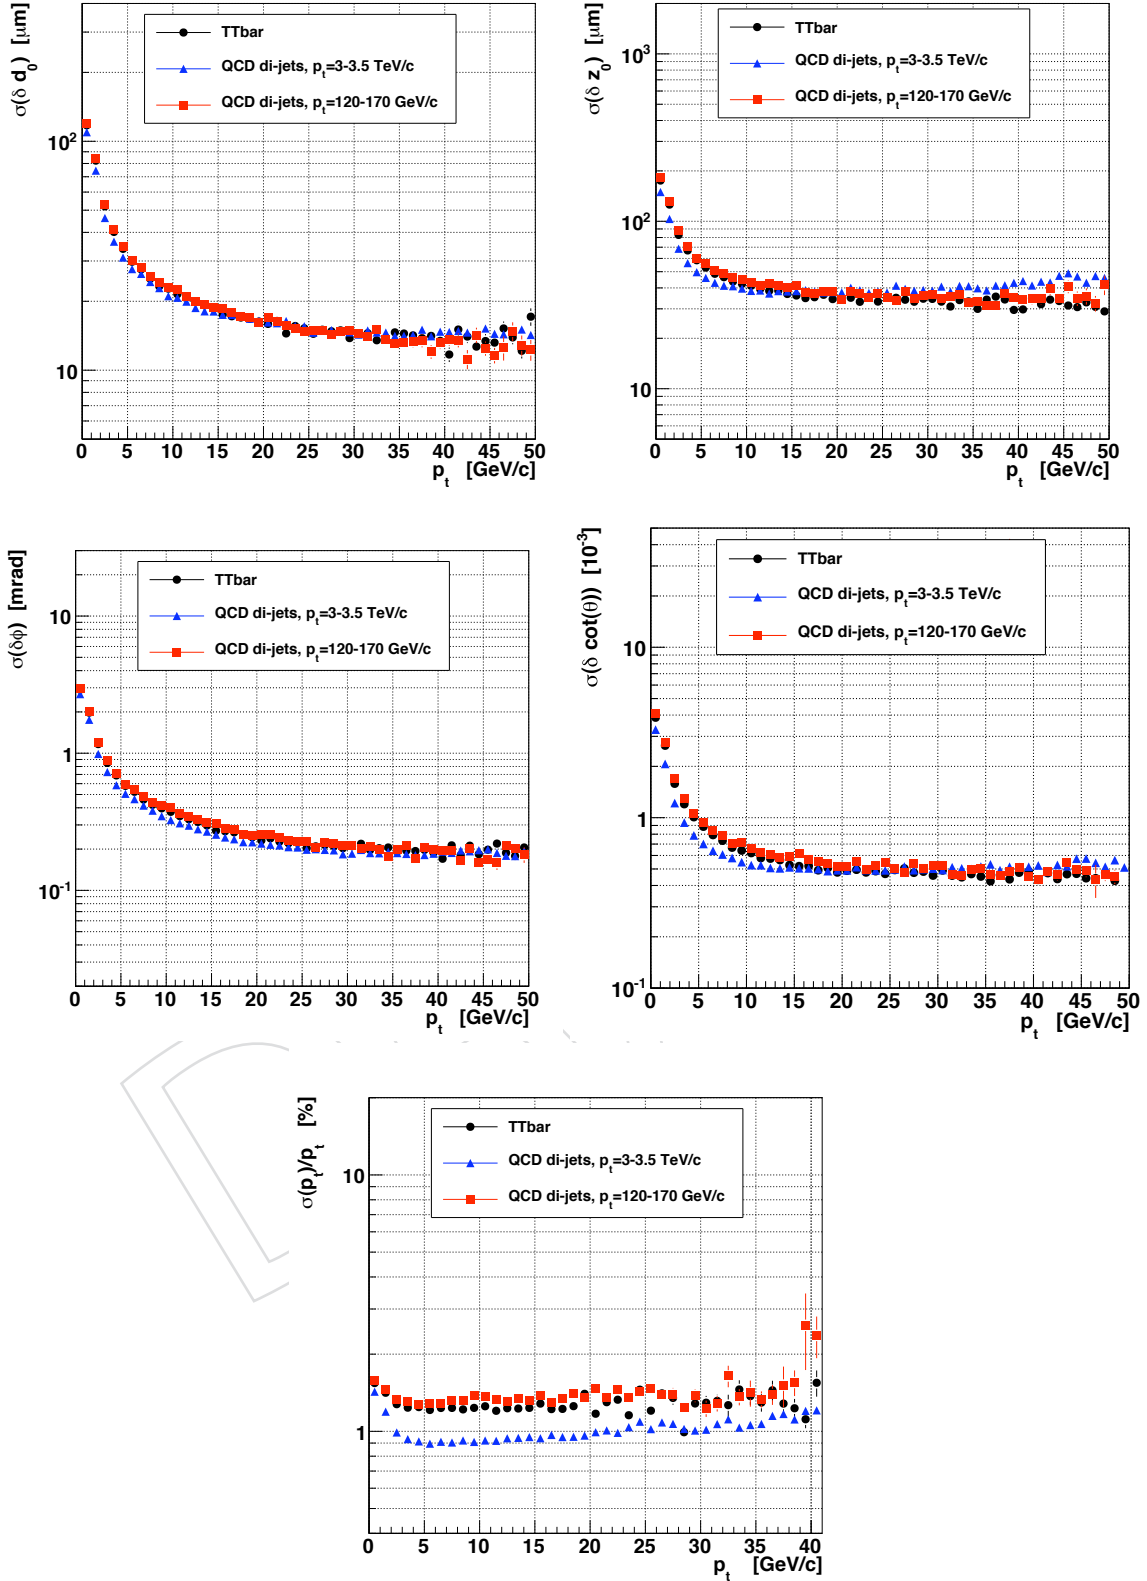 σ(δ d₀) [μm]
TTbar
QCD di-jets, pₜ=3-3.5 TeV/c
QCD di-jets, pₜ=120-170 GeV/c
10²
10
0 5 10 15 20 25 30 35 40 45 50
pₜ [GeV/c]
σ(δ z₀) [μm]
TTbar
QCD di-jets, pₜ=3-3.5 TeV/c
QCD di-jets, pₜ=120-170 GeV/c
10³
10²
10
0 5 10 15 20 25 30 35 40 45 50
pₜ [GeV/c]
σ(δφ) [mrad]
TTbar
QCD di-jets, pₜ=3-3.5 TeV/c
QCD di-jets, pₜ=120-170 GeV/c
10
1
10⁻¹
0 5 10 15 20 25 30 35 40 45 50
pₜ [GeV/c]
σ(δ cot(θ)) [10⁻³]
TTbar
QCD di-jets, pₜ=3-3.5 TeV/c
QCD di-jets, pₜ=120-170 GeV/c
10
1
10⁻¹
0 5 10 15 20 25 30 35 40 45 50
pₜ [GeV/c]
σ(pₜ)/pₜ [%]
TTbar
QCD di-jets, pₜ=3-3.5 TeV/c
QCD di-jets, pₜ=120-170 GeV/c
10
1
0 5 10 15 20 25 30 35 40
pₜ [GeV/c]